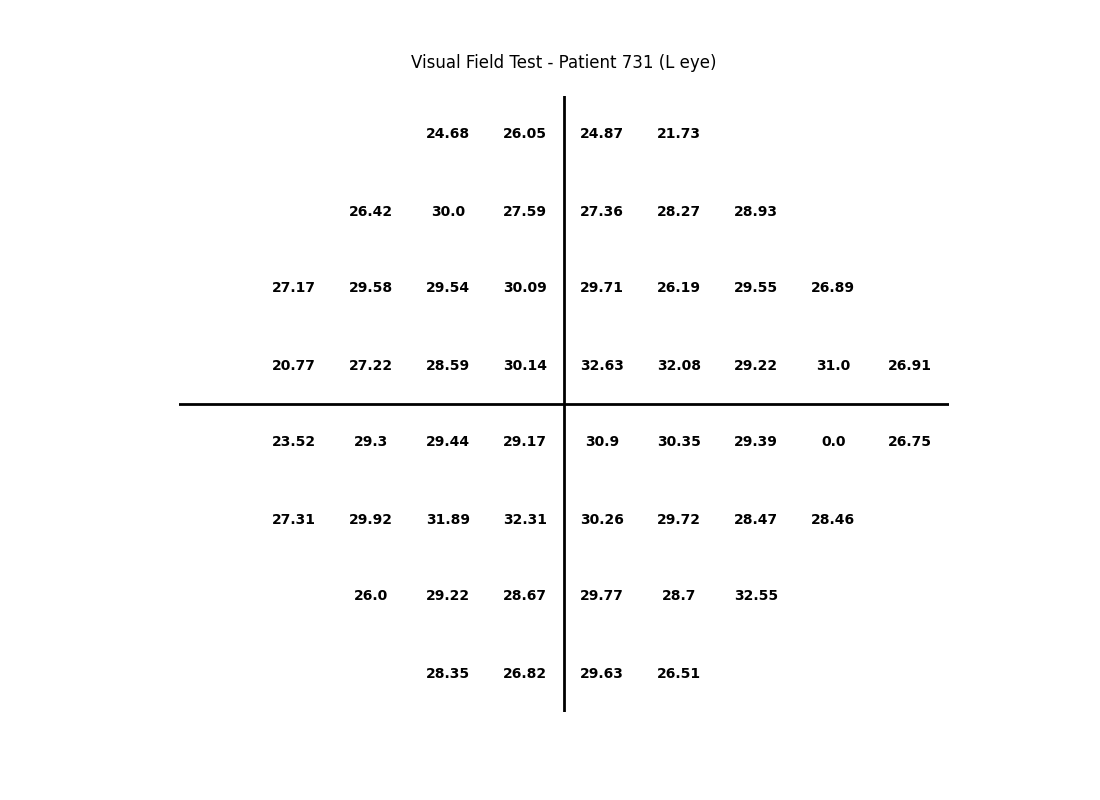 Visual Field Test - Patient 731 (L eye)
24.68 26.05 24.87 21.73
26.42 30.0 27.59 27.36 28.27 28.93
27.17 29.58 29.54 30.09 29.71 26.19 29.55 26.89
20.77 27.22 28.59 30.14 32.63 32.08 29.22 31.0 26.91
23.52 29.3 29.44 29.17 30.9 30.35 29.39 0.0 26.75
27.31 29.92 31.89 32.31 30.26 29.72 28.47 28.46
26.0 29.22 28.67 29.77 28.7 32.55
28.35 26.82 29.63 26.51